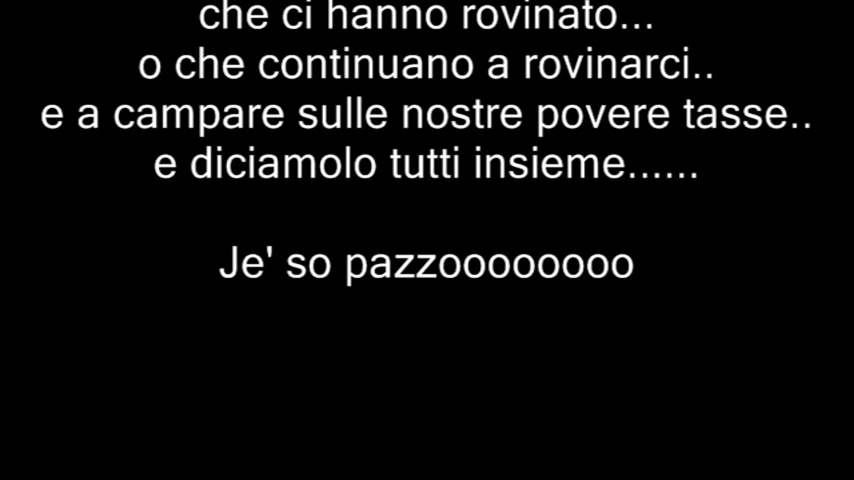 che ci hanno rovinato...
o che continuano a rovinarci..
e a campare sulle nostre povere tasse..
e diciamolo tutti insieme......
Je' so pazzoooooooo